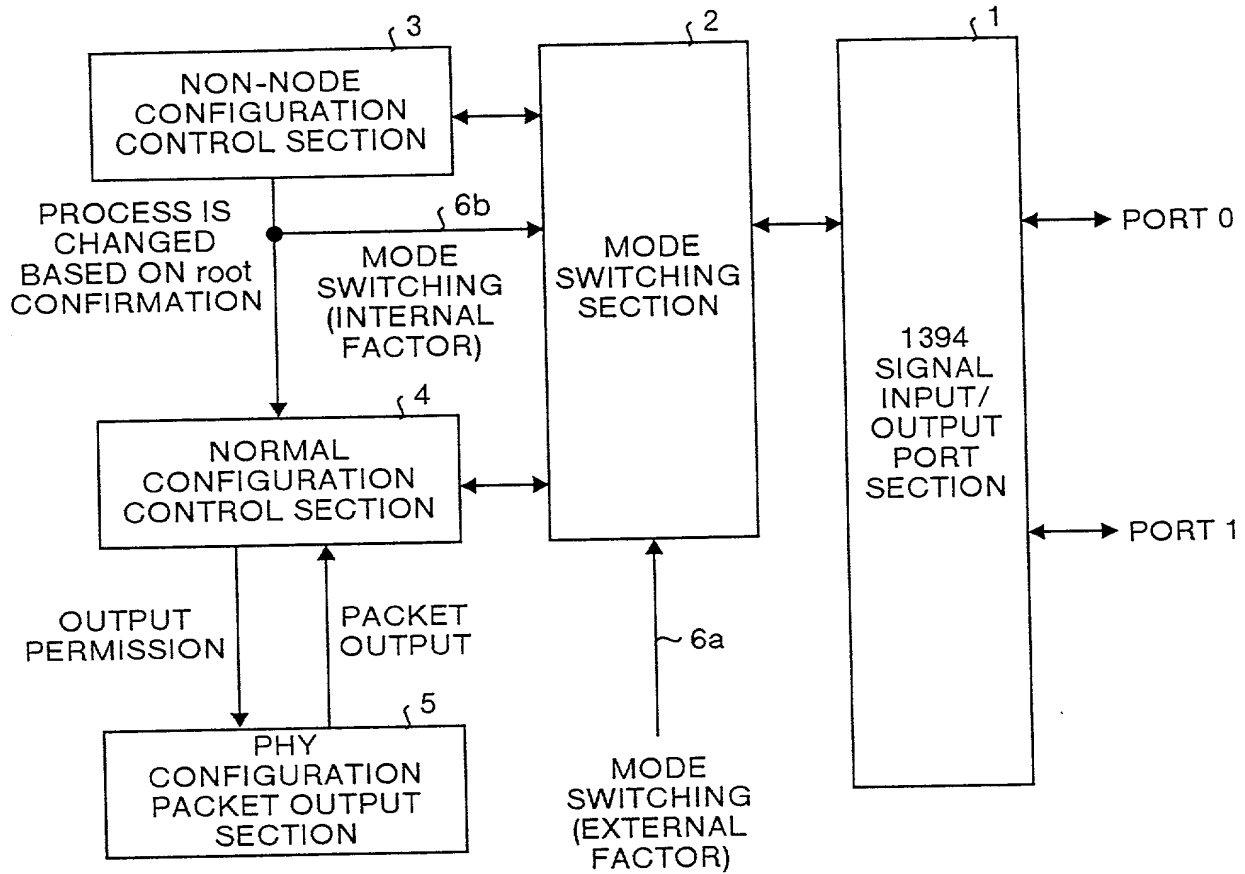 3
NON-NODE
CONFIGURATION
CONTROL SECTION
2
MODE
SWITCHING
SECTION
1
1394
SIGNAL
INPUT/
OUTPUT
PORT
SECTION
PORT 0
PORT 1
PROCESS IS
CHANGED
BASED ON root
CONFIRMATION
6b
MODE
SWITCHING
(INTERNAL
FACTOR)
4
NORMAL
CONFIGURATION
CONTROL SECTION
OUTPUT
PERMISSION
PACKET
OUTPUT
6a
5
PHY
CONFIGURATION
PACKET OUTPUT
SECTION
MODE
SWITCHING
(EXTERNAL
FACTOR)